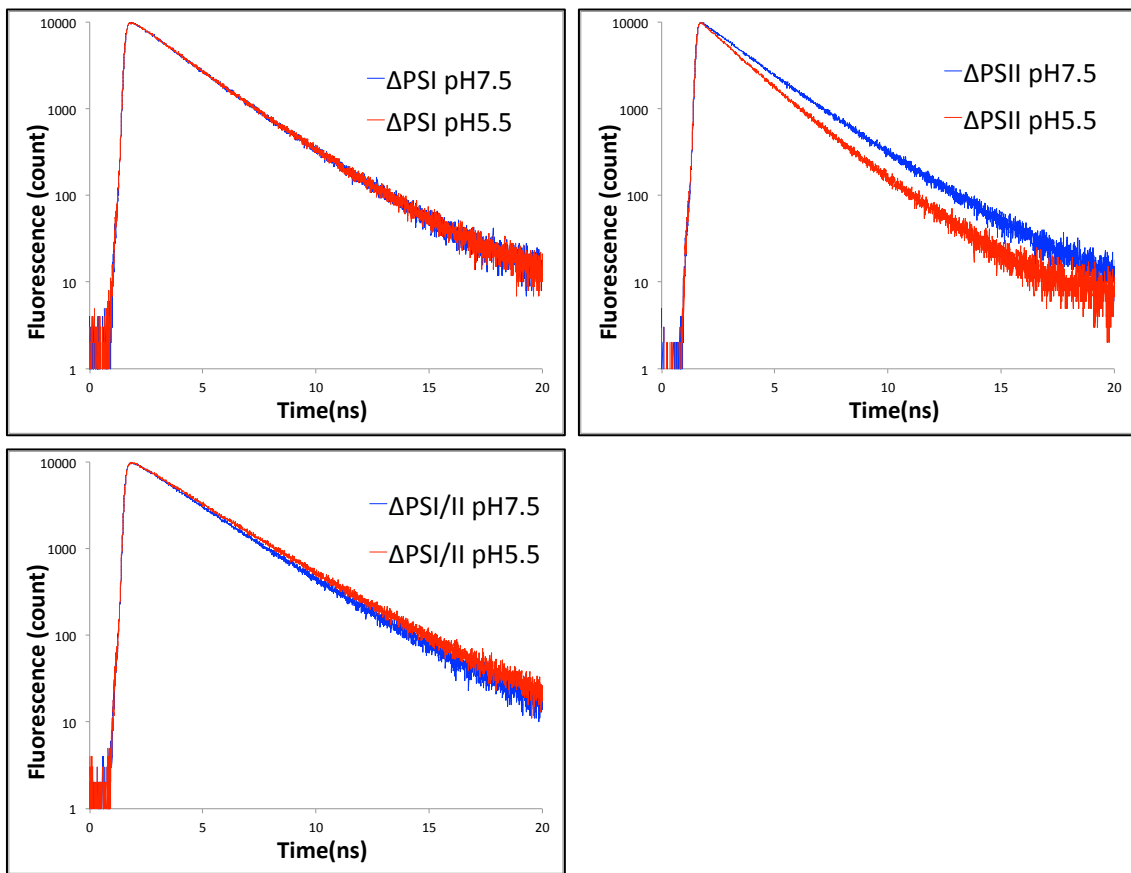 10000
1000
100
10
1
Fluorescence (count)
ΔPSI pH7.5
ΔPSI pH5.5
0 5 10 15 20
Time(ns)
10000
1000
100
10
1
Fluorescence (count)
ΔPSII pH7.5
ΔPSII pH5.5
0 5 10 15 20
Time(ns)
10000
1000
100
10
1
Fluorescence (count)
ΔPSI/II pH7.5
ΔPSI/II pH5.5
0 5 10 15 20
Time(ns)